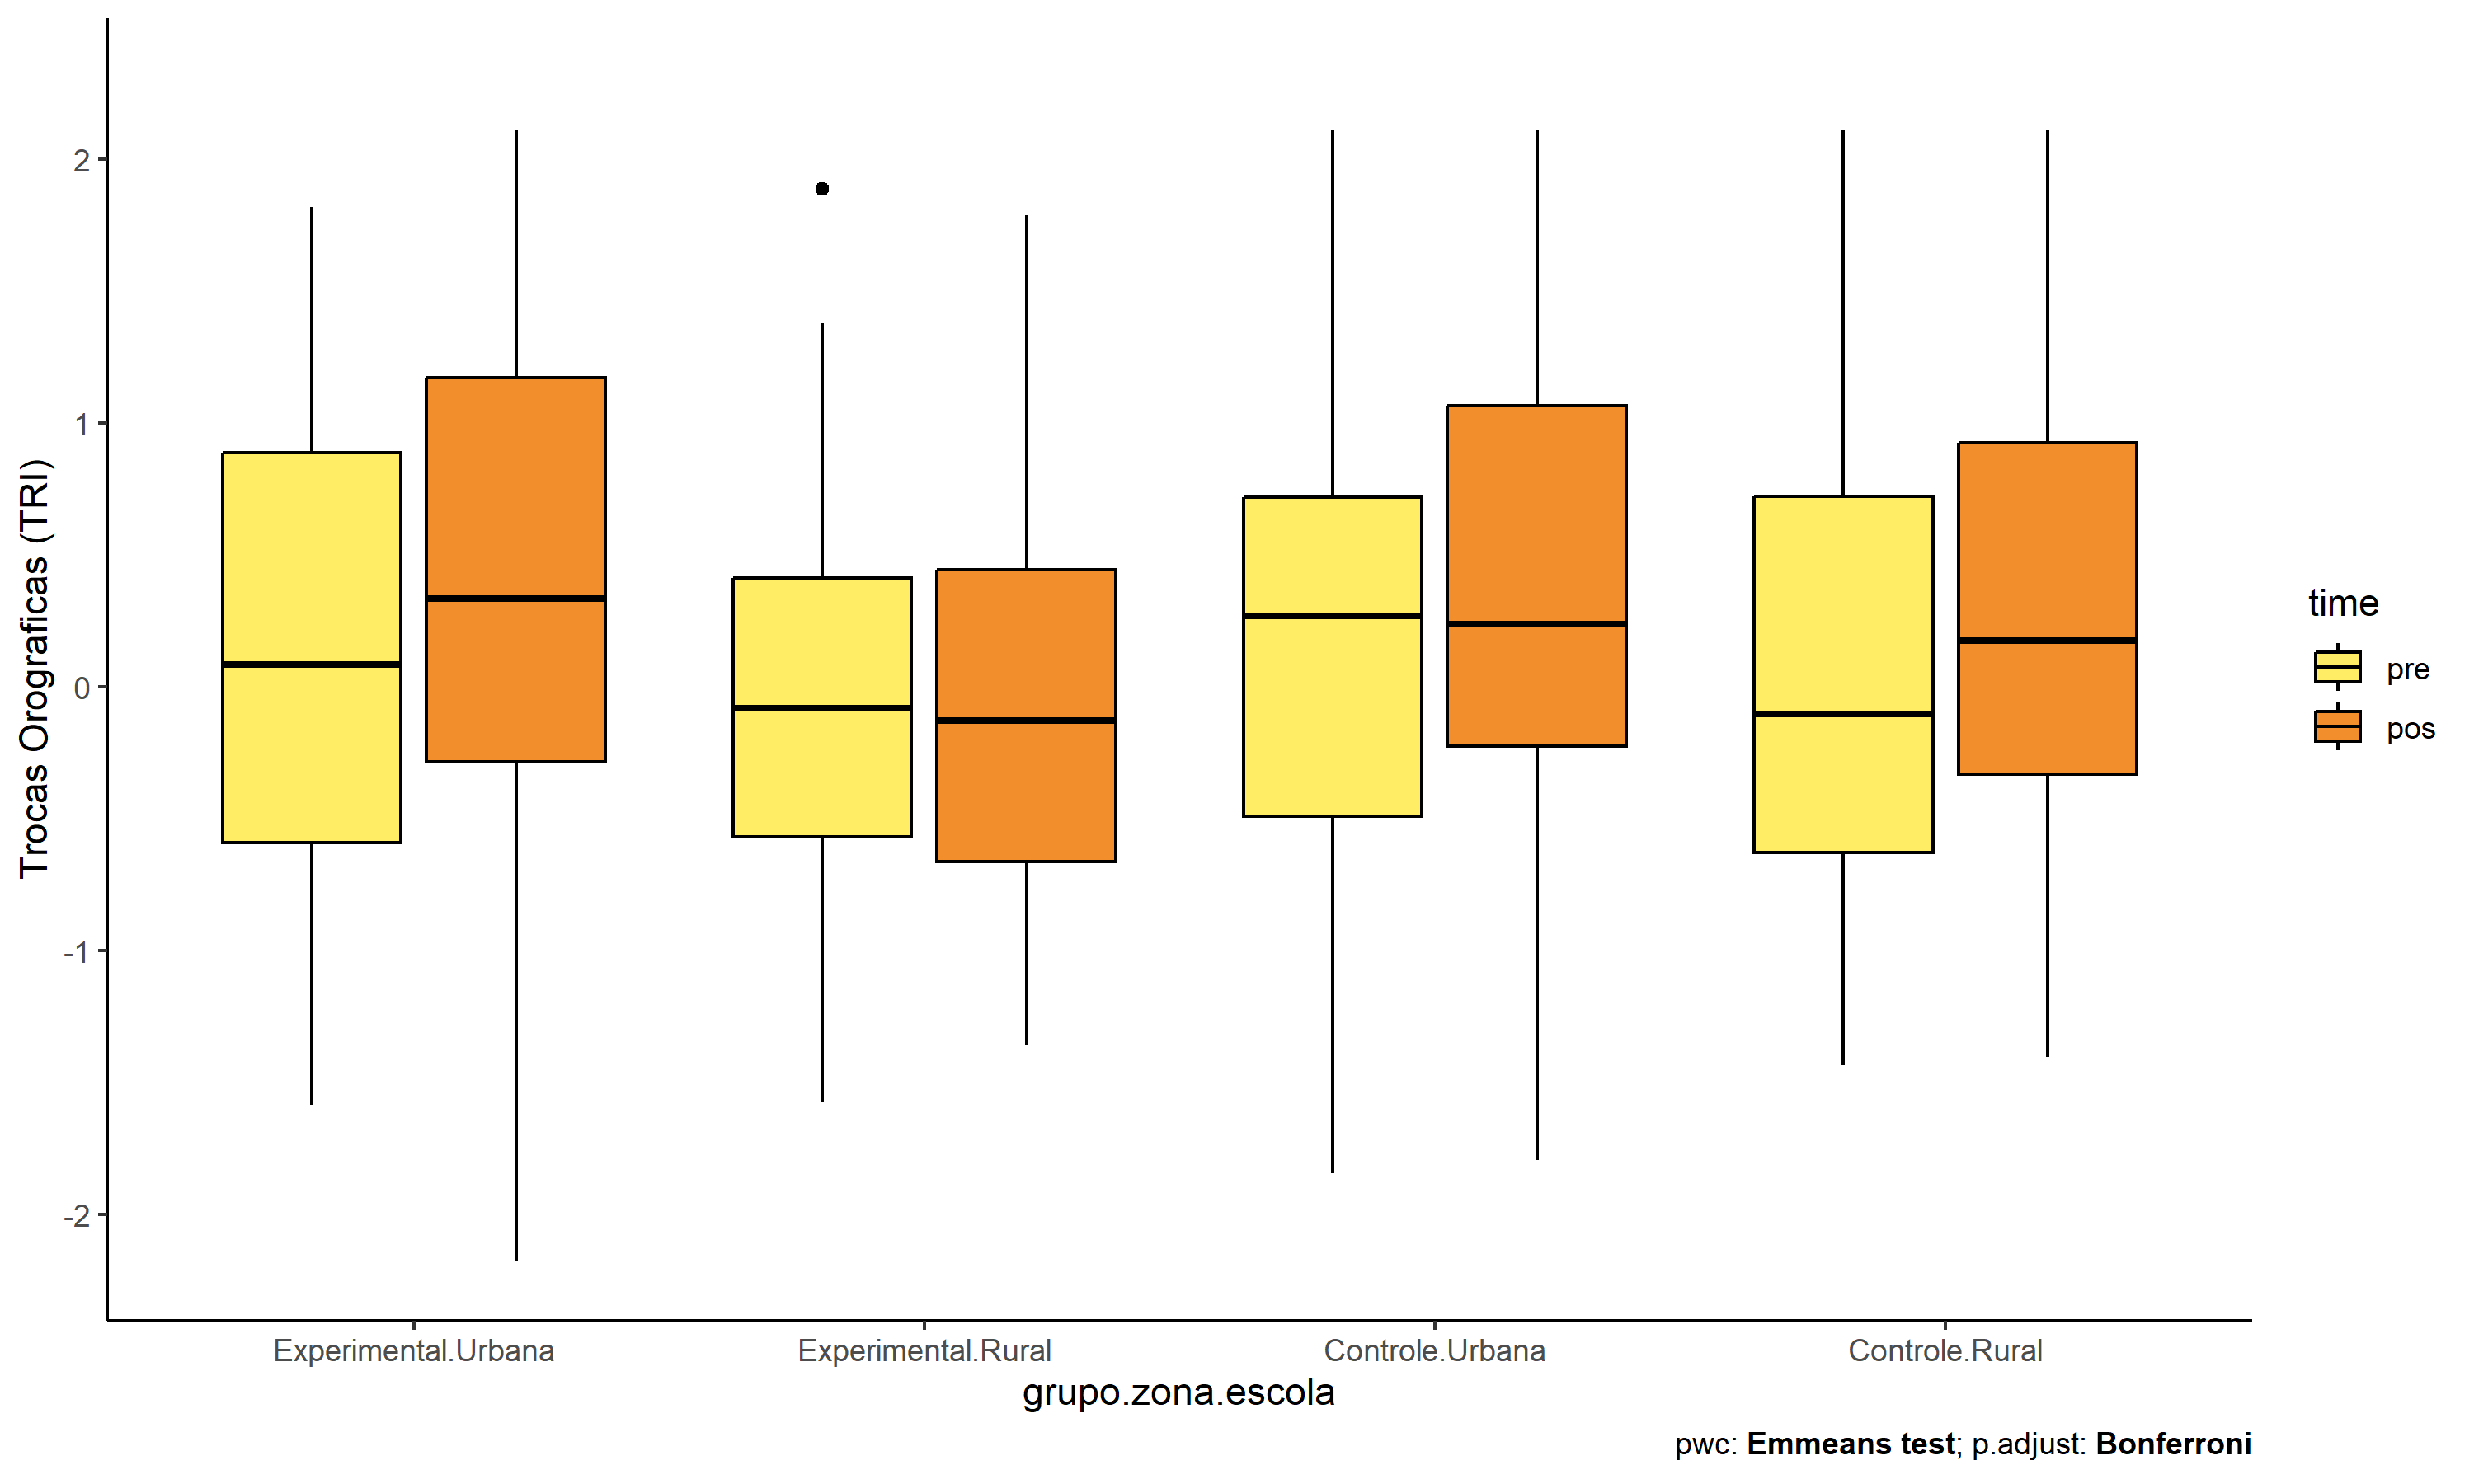 Trocas Orograficas (TRI)
2
1
0
-1
-2
Experimental.Urbana
Experimental.Rural
Controle.Urbana
Controle.Rural
grupo.zona.escola
time
pre
pos
pwc: Emmeans test; p.adjust: Bonferroni